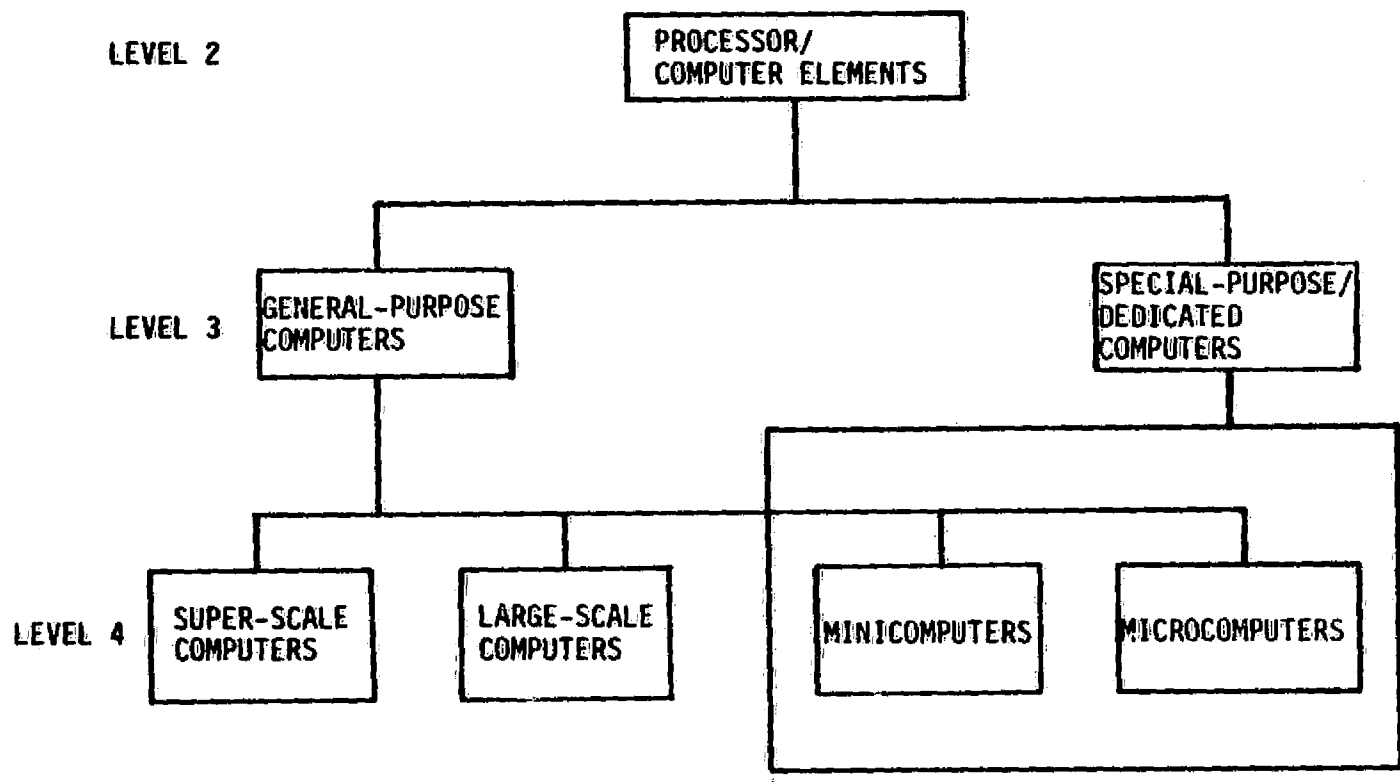 LEVEL 2
PROCESSOR/
COMPUTER ELEMENTS
LEVEL 3
GENERAL-PURPOSE
COMPUTERS
SPECIAL-PURPOSE/
DEDICATED
COMPUTERS
LEVEL 4
SUPER-SCALE
COMPUTERS
LARGE-SCALE
COMPUTERS
MINICOMPUTERS
MICROCOMPUTERS